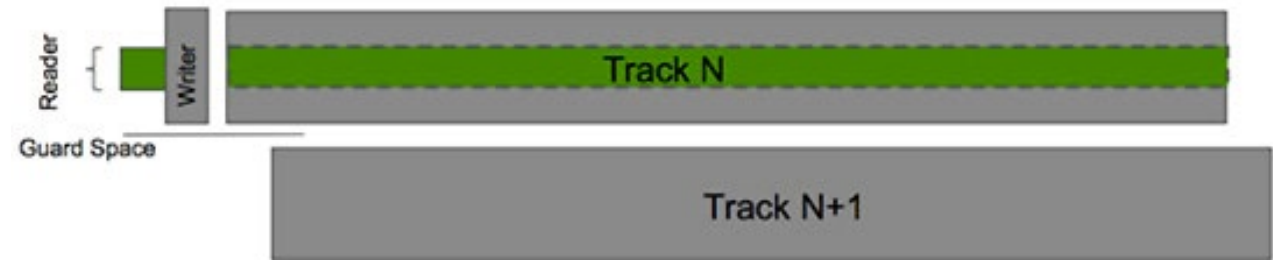 Reader
Writer
Track N
Guard Space
Track N+1